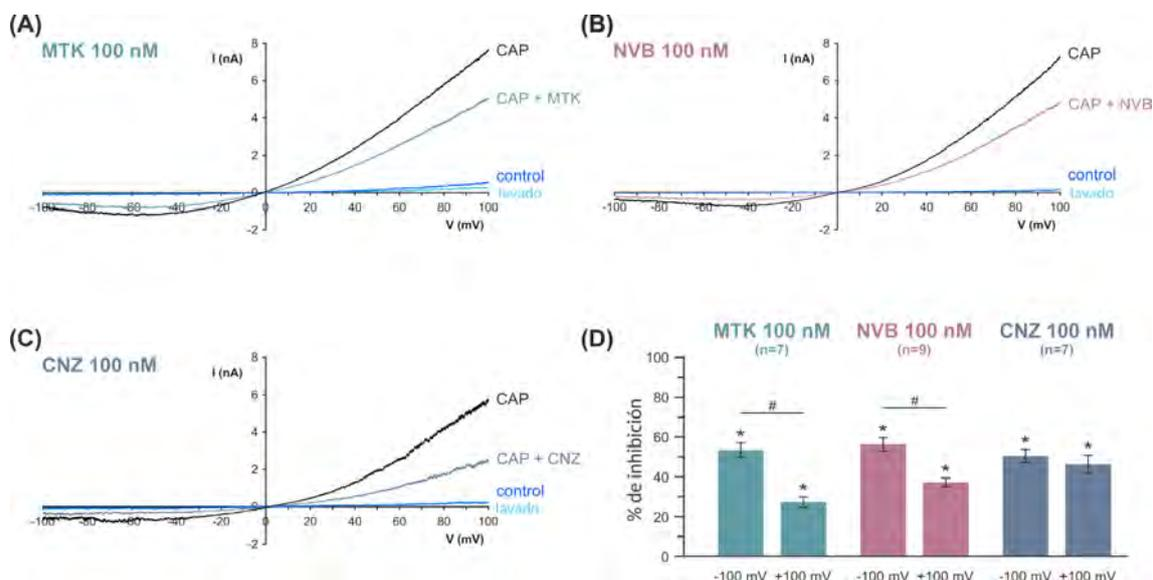 (A)
MTK 100 nM
I (nA)
8
6
4
2
0
-2
-100 -80 -60 -40 -20 0 20 40 60 80 100
V (mV)
CAP
CAP + MTK
control
lavado
(B)
NVB 100 nM
I (nA)
8
6
4
2
0
-2
-100 -80 -60 -40 -20 20 40 60 80 100
V (mV)
CAP
CAP + NVB
control
lavado
(C)
CNZ 100 nM
I (nA)
8
6
4
2
0
-2
-100 -80 -60 -40 -20 0 20 40 60 80 100
V (mV)
CAP
CAP + CNZ
control
lavado
(D)
MTK 100 nM NVB 100 nM CNZ 100 nM
(n=7) (n=9) (n=7)
% de inhibición
100
80
60
40
20
0
# #
* * * * * *
-100 mV +100 mV -100 mV +100 mV -100 mV +100 mV